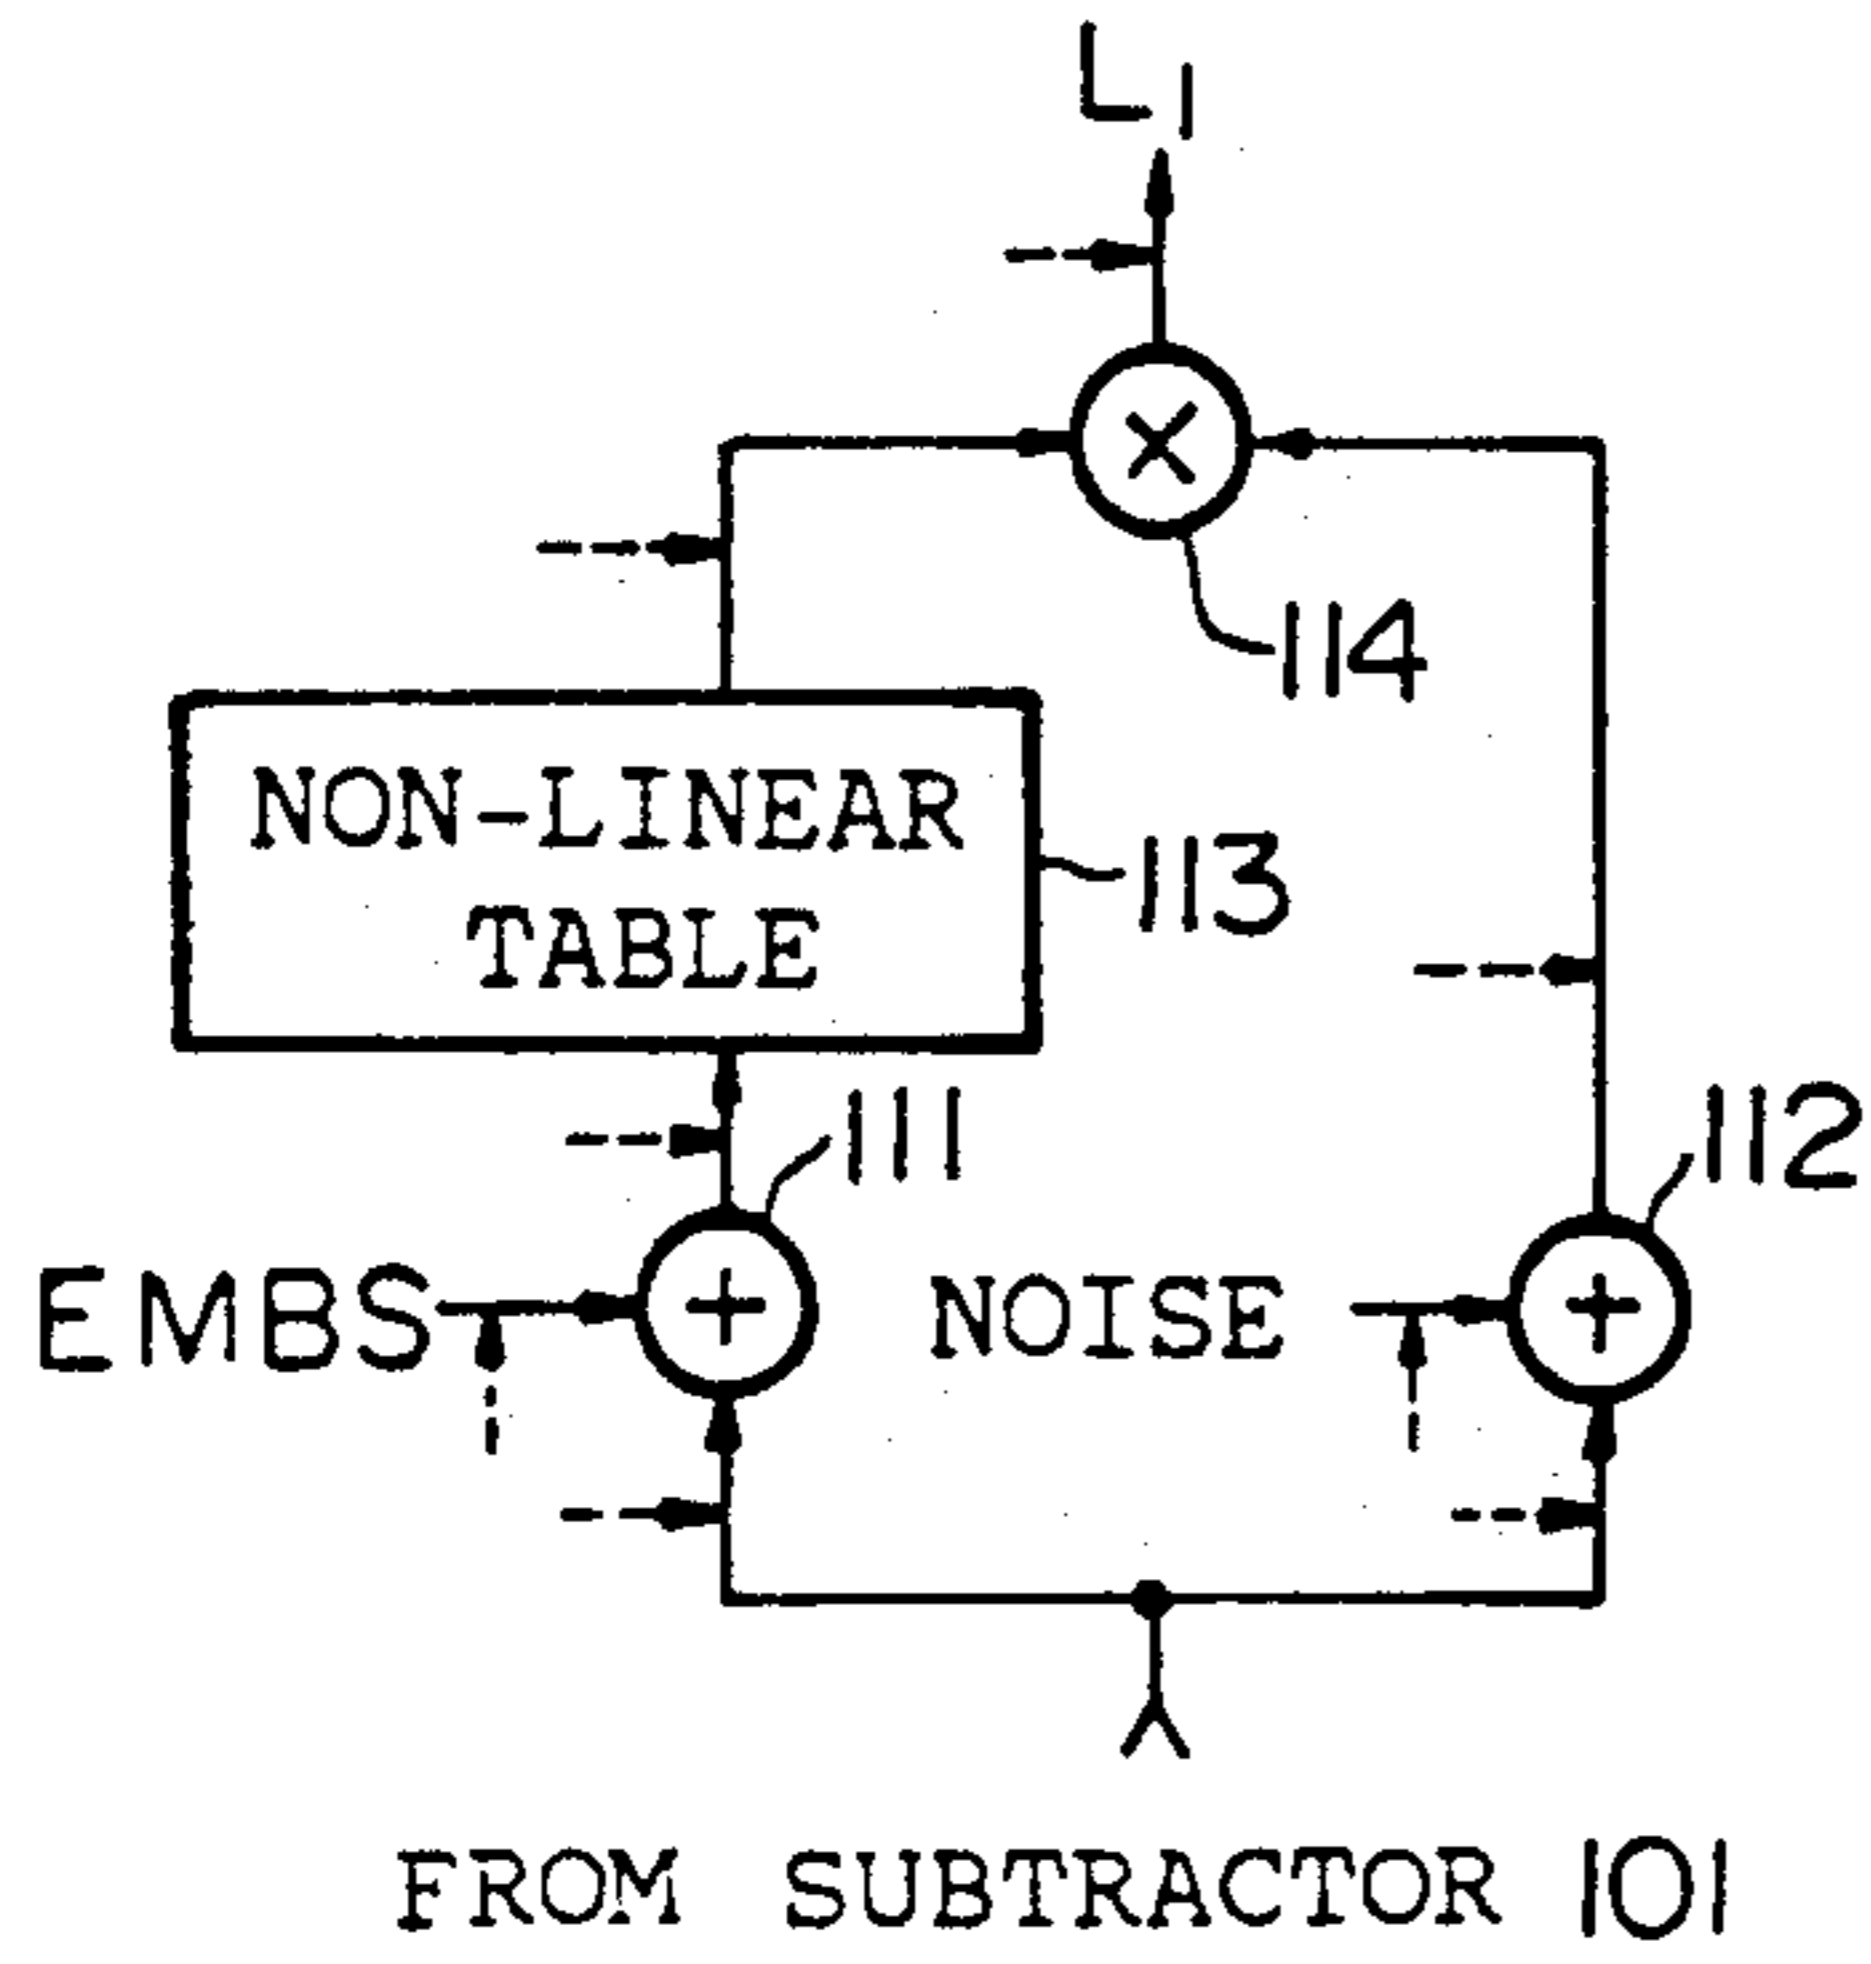 L1
114
NON-LINEAR
TABLE
113
111
112
EMBS
NOISE
FROM SUBTRACTOR 101